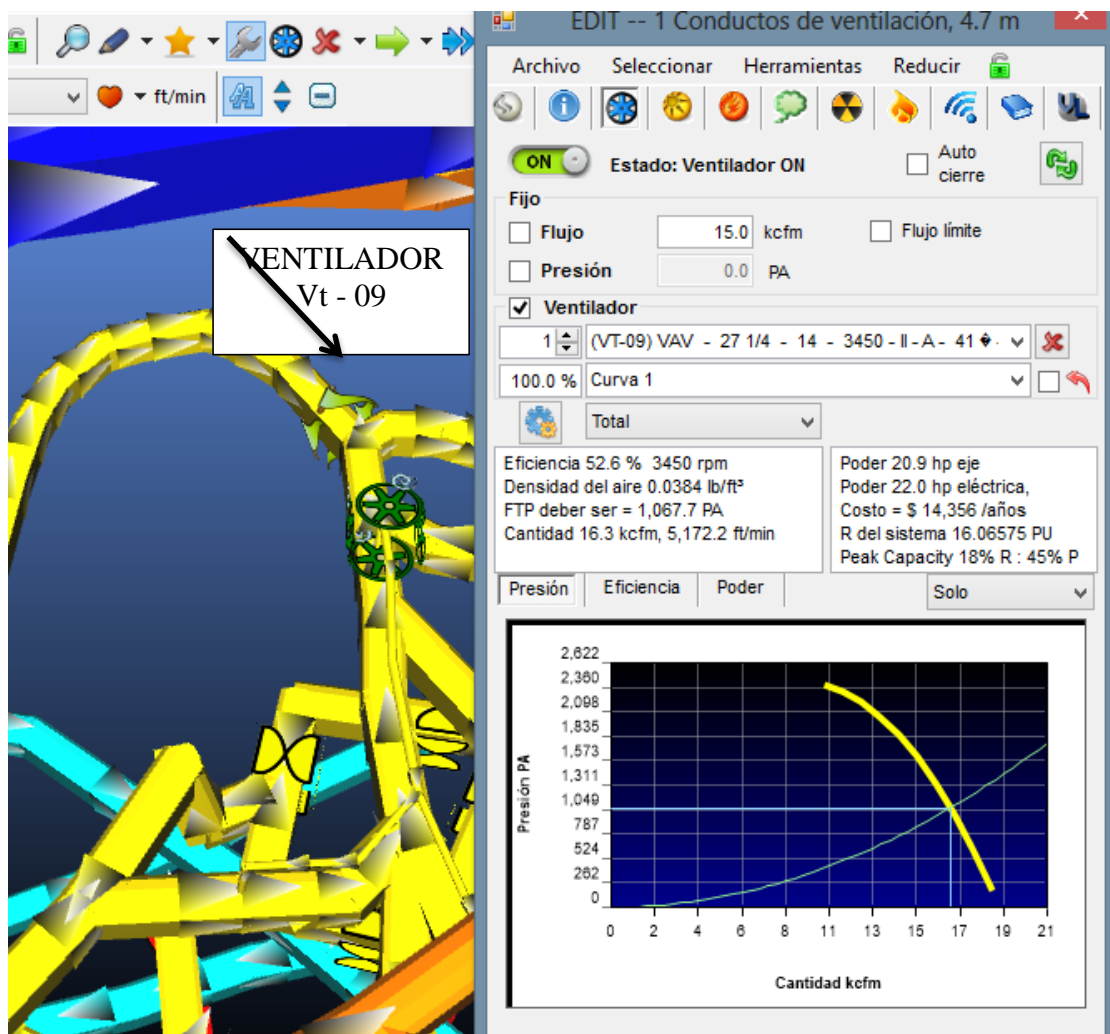 EDIT -- 1 Conductos de ventilación, 4.7 m
Archivo Seleccionar Herramientas Reducir
ft/min
ON Estado: Ventilador ON
Auto
cierre
Fijo
Flujo 15.0 kcfm Flujo límite
Presión 0.0 PA
VENTILADOR
Vt - 09
Ventilador
1 (VT-09) VAV - 27 1/4 - 14 - 3450 - II - A - 41 � -
100.0 % Curva 1
Total
Eficiencia 52.6 % 3450 rpm
Densidad del aire 0.0384 lb/ft³
FTP deber ser = 1,067.7 PA
Cantidad 16.3 kcfm, 5,172.2 ft/min
Poder 20.9 hp eje
Poder 22.0 hp eléctrica,
Costo = $ 14,356 /años
R del sistema 16.06575 PU
Peak Capacity 18% R : 45% P
Presión Eficiencia Poder Solo
Presión PA
2,622
2,360
2,098
1,835
1,573
1,311
1,049
787
524
262
0
0 2 4 6 8 11 13 15 17 19 21
Cantidad kcfm